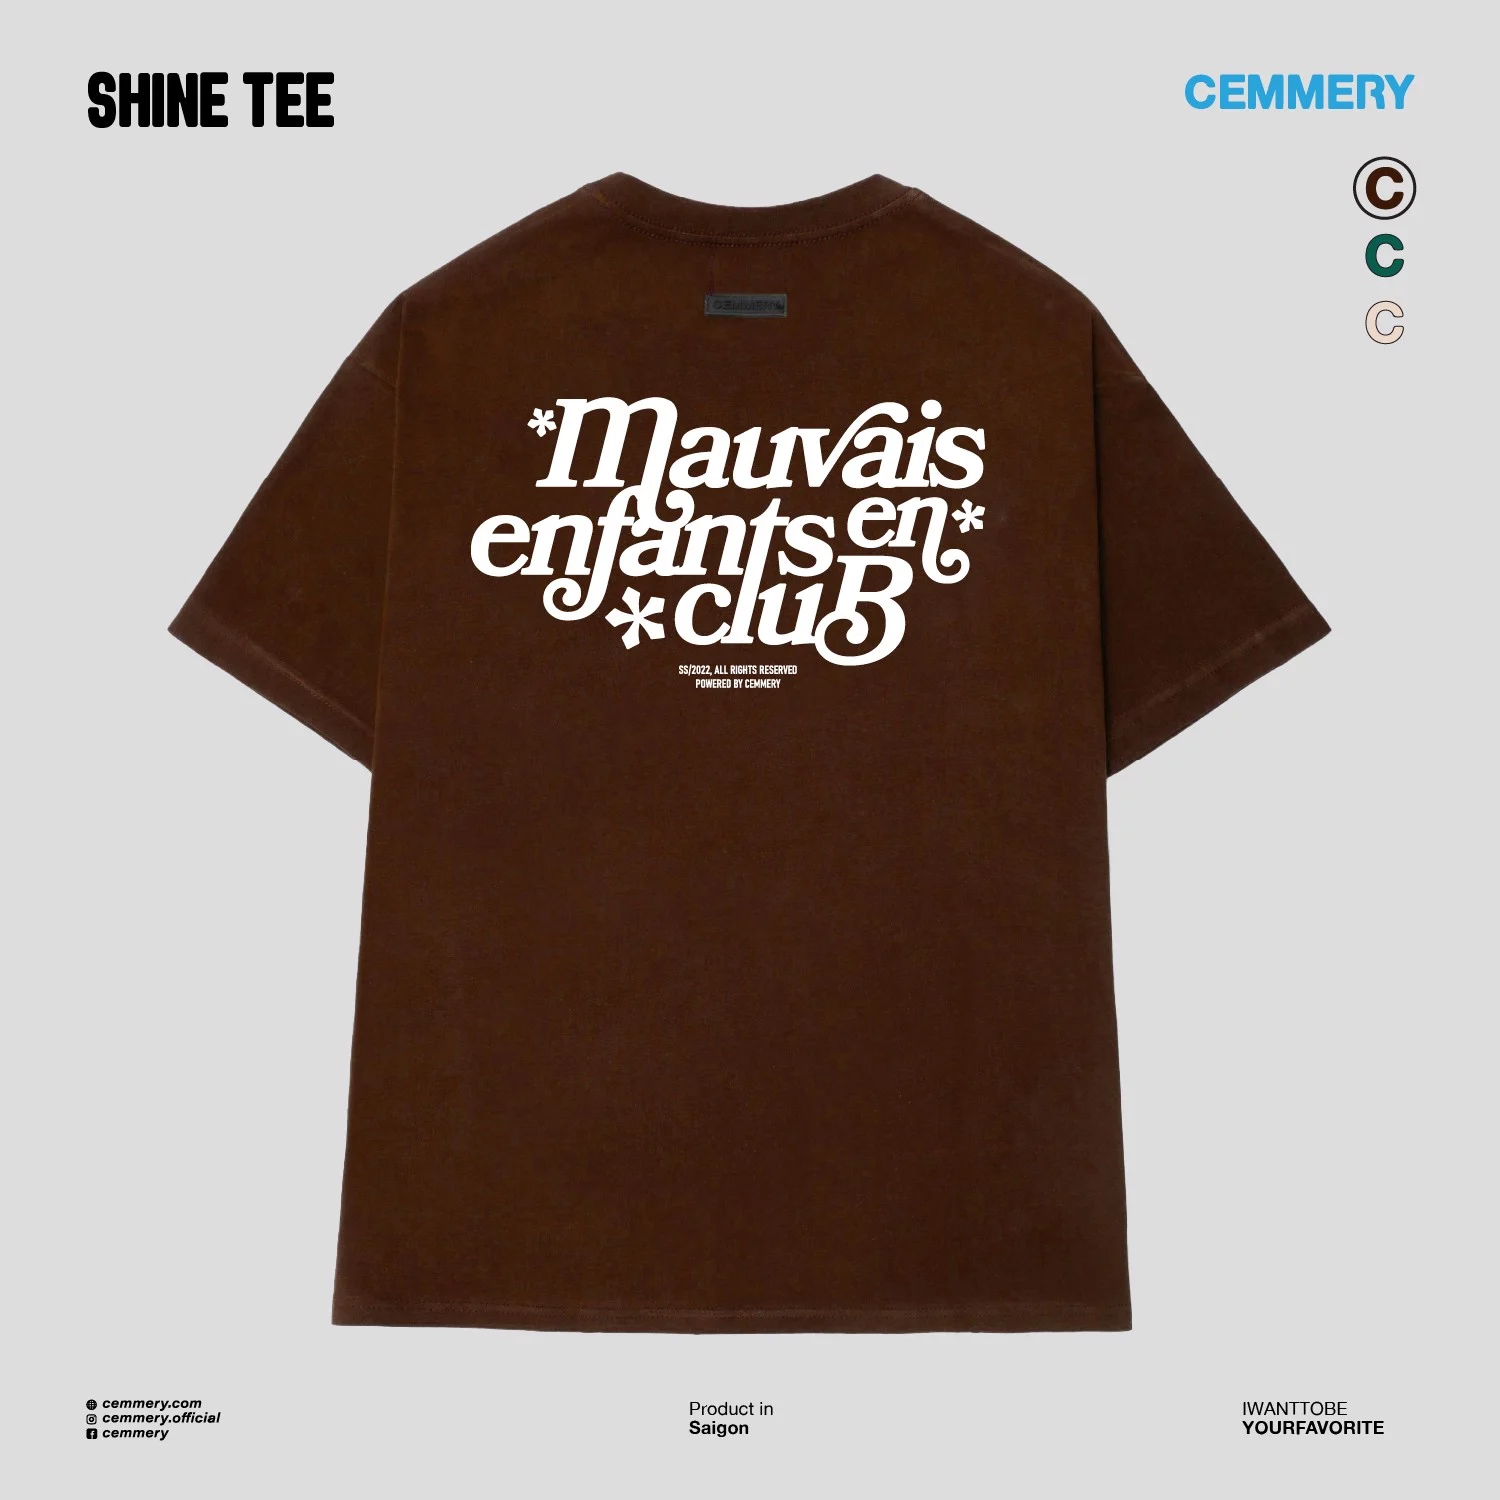 SHINE TEE
CEMMERY
C
C
C
CEMMERY
*Mauvais
enfants en*
*cluB
SS/2022, ALL RIGHTS RESERVED
POWERED BY CEMMERY
cemmery.com
cemmery.official
cemmery
Product in
Saigon
IWANTTOBE
YOURFAVORITE